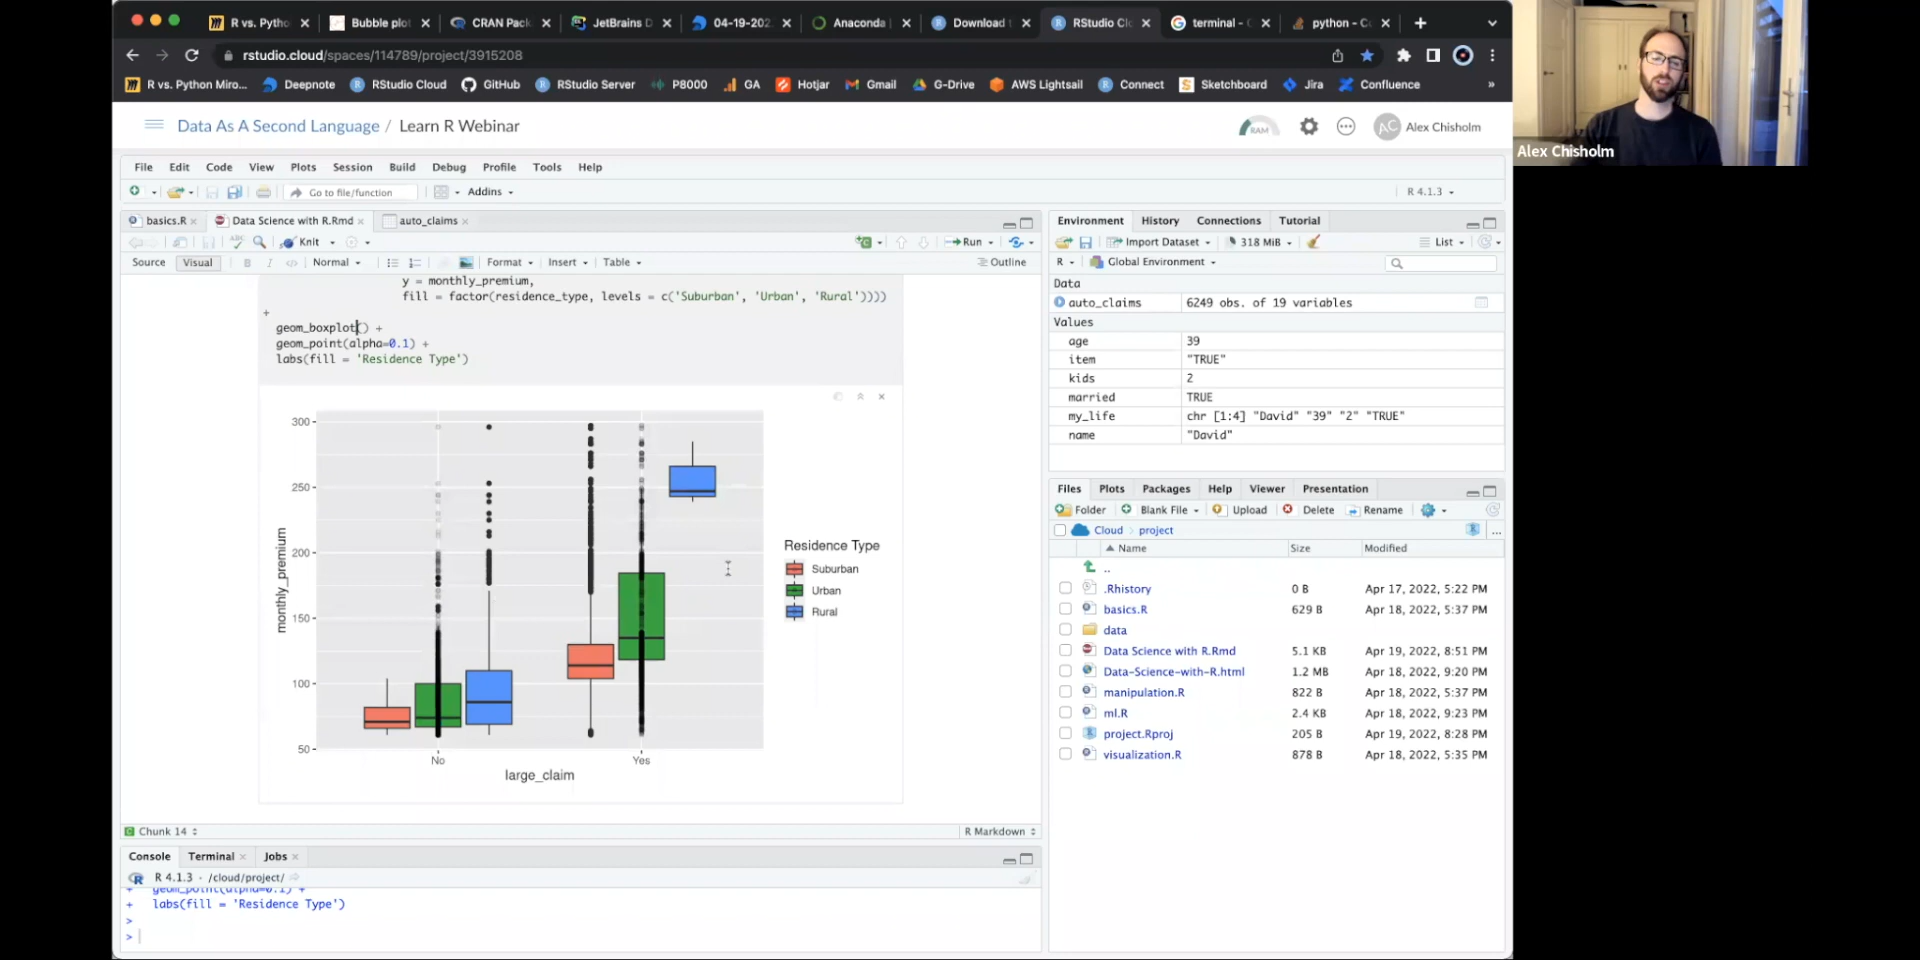 R vs. Pytho
Bubble plot
CRAN Pack
JetBrains D
04-19-202
Anaconda
Download
RStudio Clo
terminal -
python - C
rstudio.cloud/spaces/114789/project/3915208
R vs. Python Miro...
Deepnote
RStudio Cloud
GitHub
RStudio Server
P8000
GA
Hotjar
Gmail
G-Drive
AWS Lightsail
Connect
Sketchboard
Jira
Confluence
»
Data As A Second Language / Learn R Webinar
RAM
AC Alex Chisholm
Alex Chisholm
File Edit Code View Plots Session Build Debug Profile Tools Help
Go to file/function
Addins
R 4.1.3
basics.R
Data Science with R.Rmd
auto_claims
Knit
Run
Source Visual B I </> Normal Format Insert Table Outline
y = monthly_premium,
fill = factor(residence_type, levels = c('Suburban', 'Urban', 'Rural'))))
+
geom_boxplot() +
geom_point(alpha=0.1) +
labs(fill = 'Residence Type')
300
250
200
150
100
50
monthly_premium
No
Yes
large_claim
Residence Type
Suburban
Urban
Rural
Chunk 14
R Markdown
Console Terminal Jobs
R 4.1.3 · /cloud/project/
+ geom_point(alpha=0.1) +
+ labs(fill = 'Residence Type')
>
>
Environment History Connections Tutorial
Import Dataset
318 MiB
List
R
Global Environment
Data
auto_claims 6249 obs. of 19 variables
Values
age 39
item "TRUE"
kids 2
married TRUE
my_life chr [1:4] "David" "39" "2" "TRUE"
name "David"
Files Plots Packages Help Viewer Presentation
Folder Blank File Upload Delete Rename
Cloud project ...
Name Size Modified
..
.Rhistory 0 B Apr 17, 2022, 5:22 PM
basics.R 629 B Apr 18, 2022, 5:37 PM
data
Data Science with R.Rmd 5.1 KB Apr 19, 2022, 8:51 PM
Data-Science-with-R.html 1.2 MB Apr 18, 2022, 9:20 PM
manipulation.R 822 B Apr 18, 2022, 5:37 PM
ml.R 2.4 KB Apr 18, 2022, 9:23 PM
project.Rproj 205 B Apr 19, 2022, 8:28 PM
visualization.R 878 B Apr 18, 2022, 5:35 PM